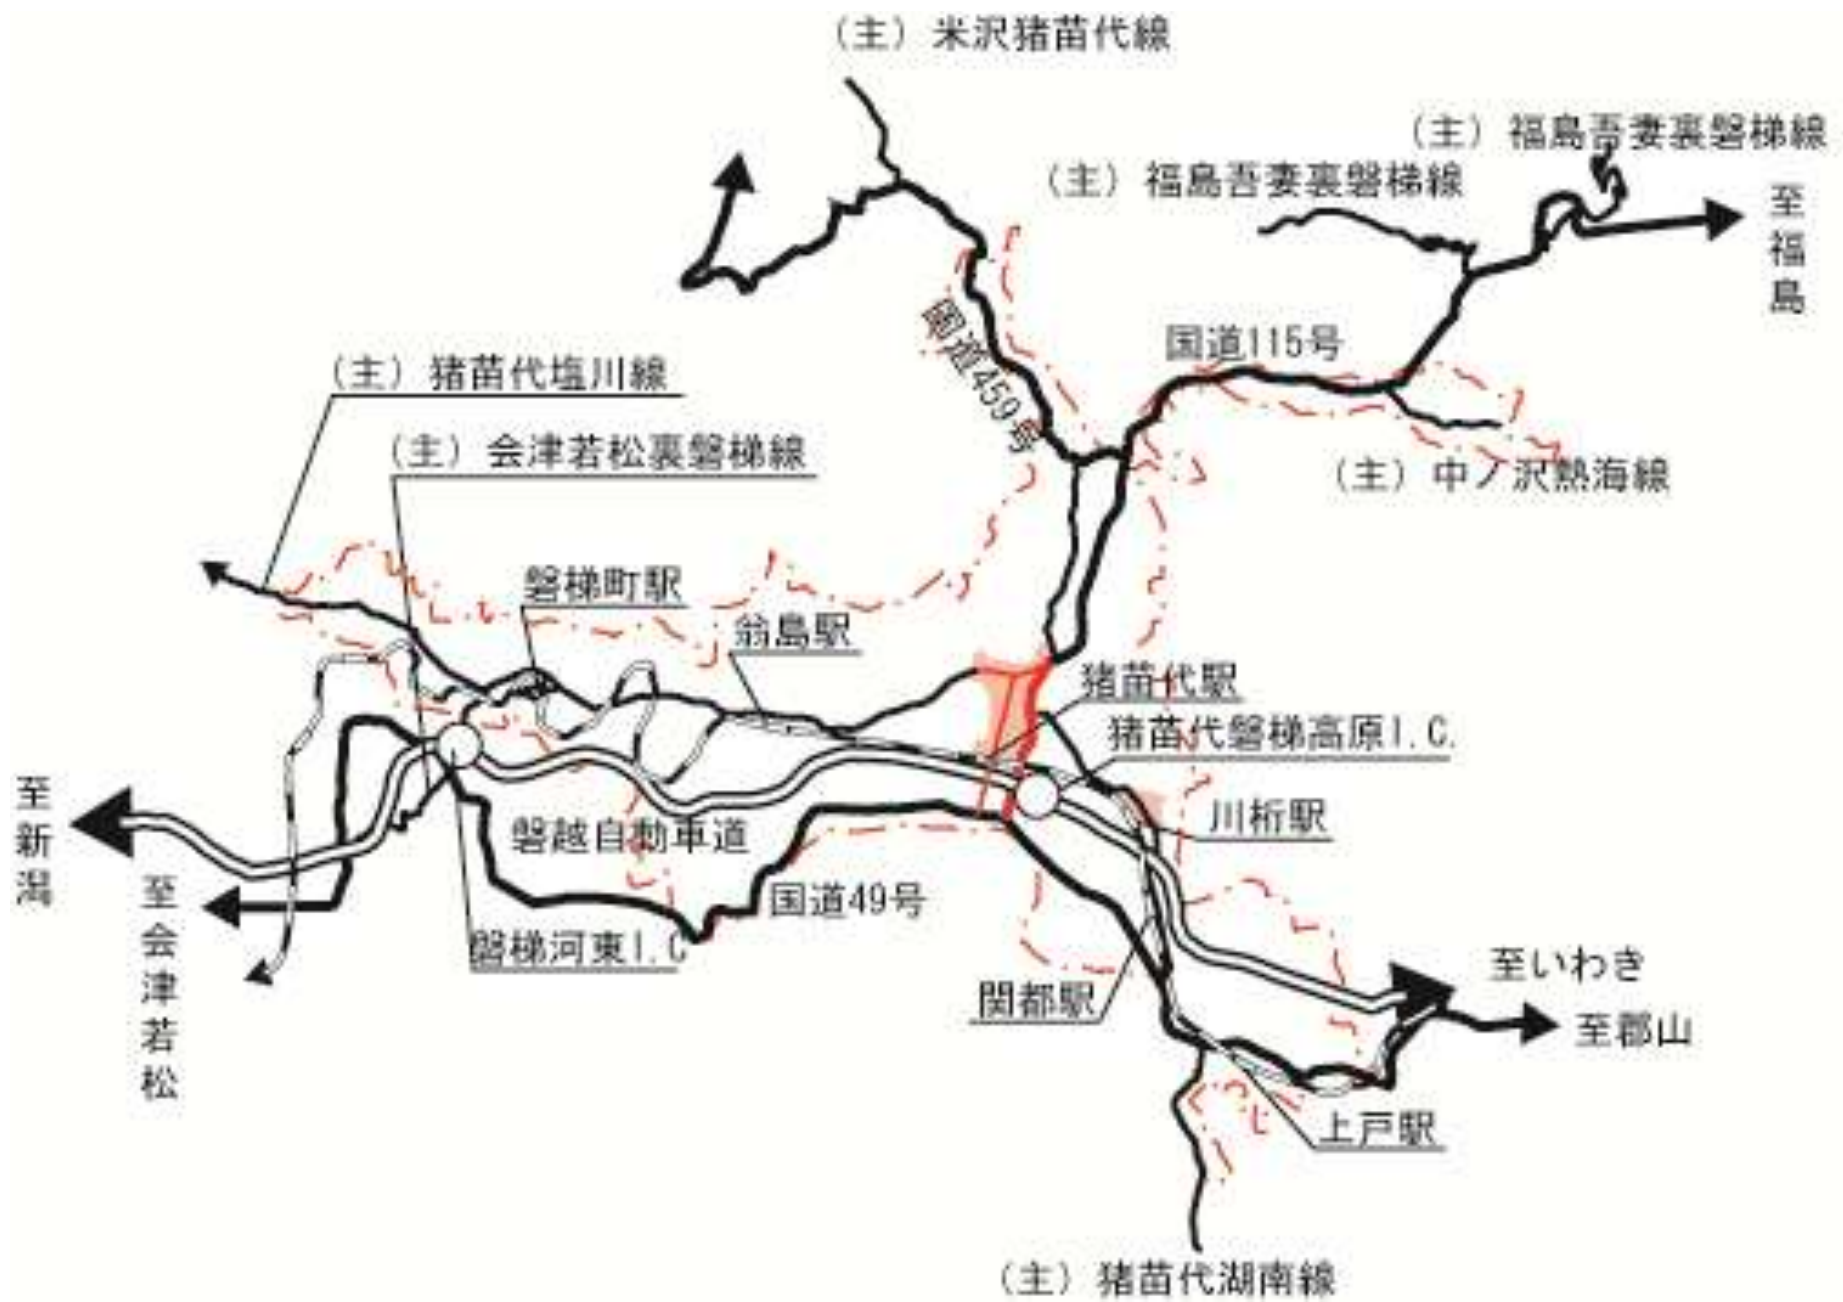 (主) 米沢猪苗代線
(主) 福島吾妻裏磐梯線
(主) 福島吾妻裏磐梯線
至福島
国道459号
国道115号
(主) 猪苗代塩川線
(主) 会津若松裏磐梯線
(主) 中ノ沢熱海線
磐梯町駅
翁島駅
猪苗代駅
猪苗代磐梯高原I.C.
至新潟
川桁駅
磐越自動車道
至会津若松
国道49号
磐梯河東I.C
関都駅
至いわき
至郡山
上戸駅
(主) 猪苗代湖南線